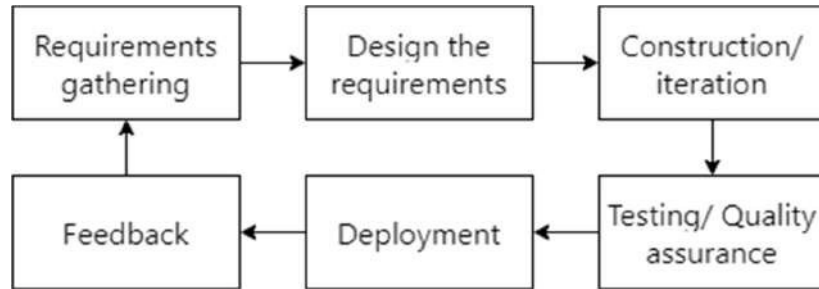 Requirements
gathering
Design the
requirements
Construction/
iteration
Feedback
Deployment
Testing/ Quality
assurance